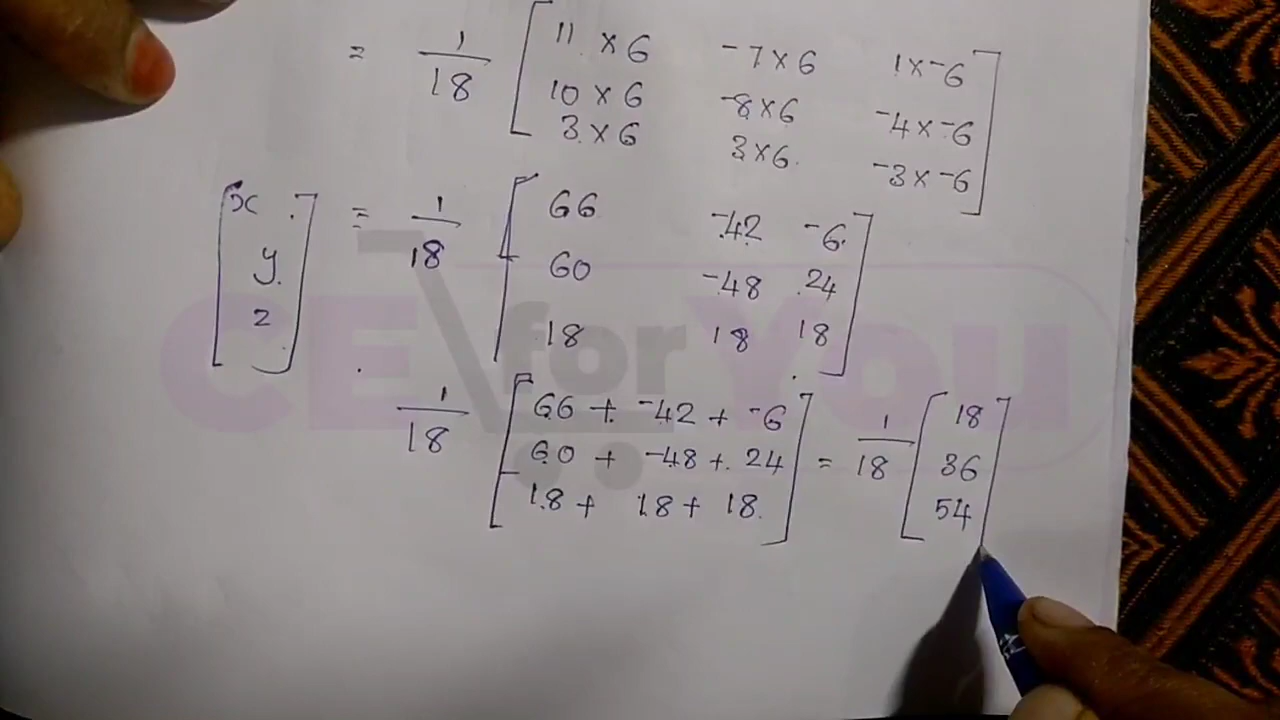 = 1/18 [ 11 × 6 -7 × 6 1 × -6 ]
10 × 6 -8 × 6 -4 × -6
3 × 6 3 × 6 -3 × -6
[ x y z ] = 1/18 [ 66 -42 -6 ]
60 -48 24
18 18 18
1/18 [ 66 + -42 + -6 ] = 1/18 [ 18 ]
60 + -48 + 24 36
18 + 18 + 18 54
CE for You